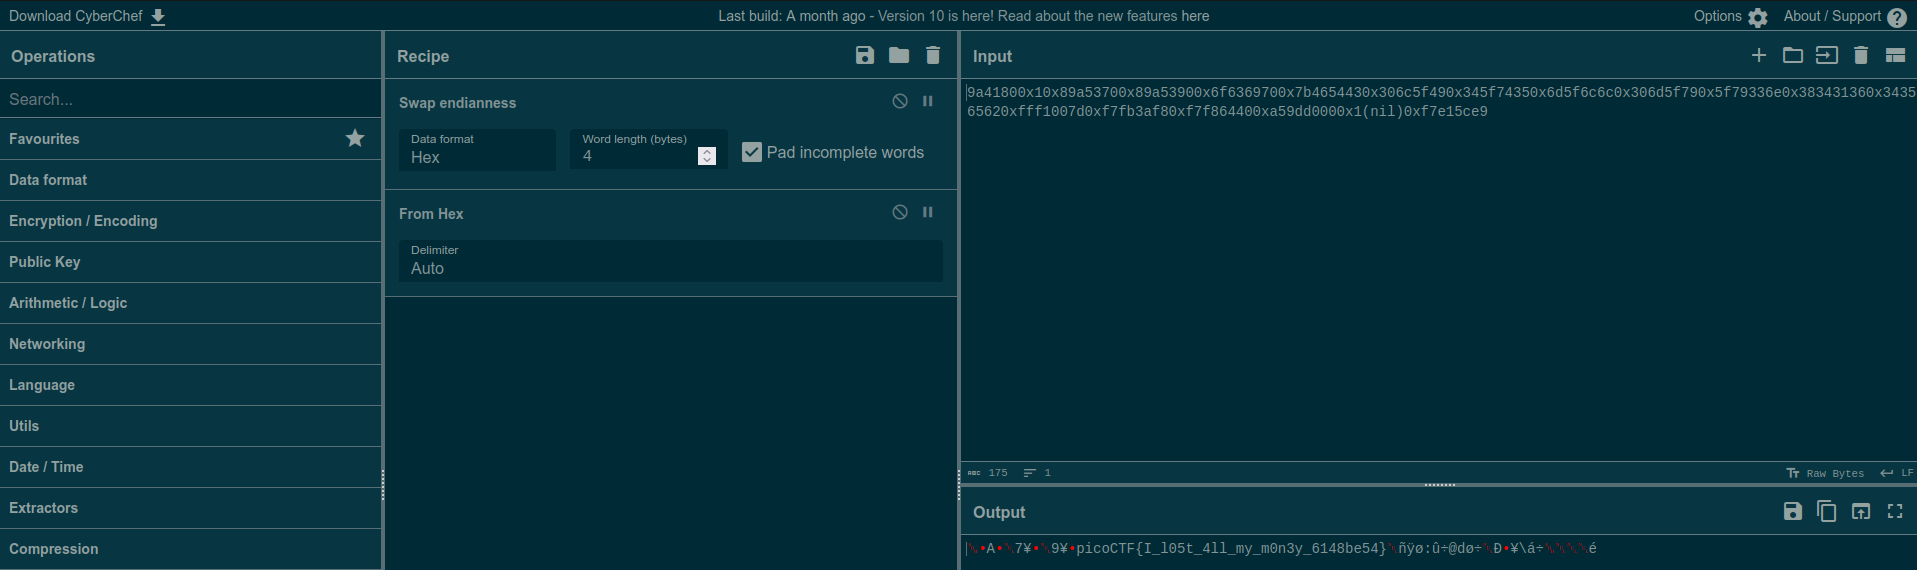 Download CyberChef
Last build: A month ago - Version 10 is here! Read about the new features here
Options
About / Support
Operations
Search...
Favourites
Data format
Encryption / Encoding
Public Key
Arithmetic / Logic
Networking
Language
Utils
Date / Time
Extractors
Compression
Recipe
Swap endianness
Data format
Hex
Word length (bytes)
4
Pad incomplete words
From Hex
Delimiter
Auto
Input
9a41800x10x89a53700x89a53900x6f6369700x7b4654430x306c5f490x345f74350x6d5f6c6c0x306d5f790x5f79336e0x383431360x3435
65620xfff1007d0xf7fb3af80xf7f864400xa59dd0000x1(nil)0xf7e15ce9
ABC 175
1
Raw Bytes
LF
Output
•A• 7¥• 9¥•picoCTF{I_l05t_4ll_my_m0n3y_6148be54} ñÿø:û÷@dø÷ Ð•¥\á÷ é